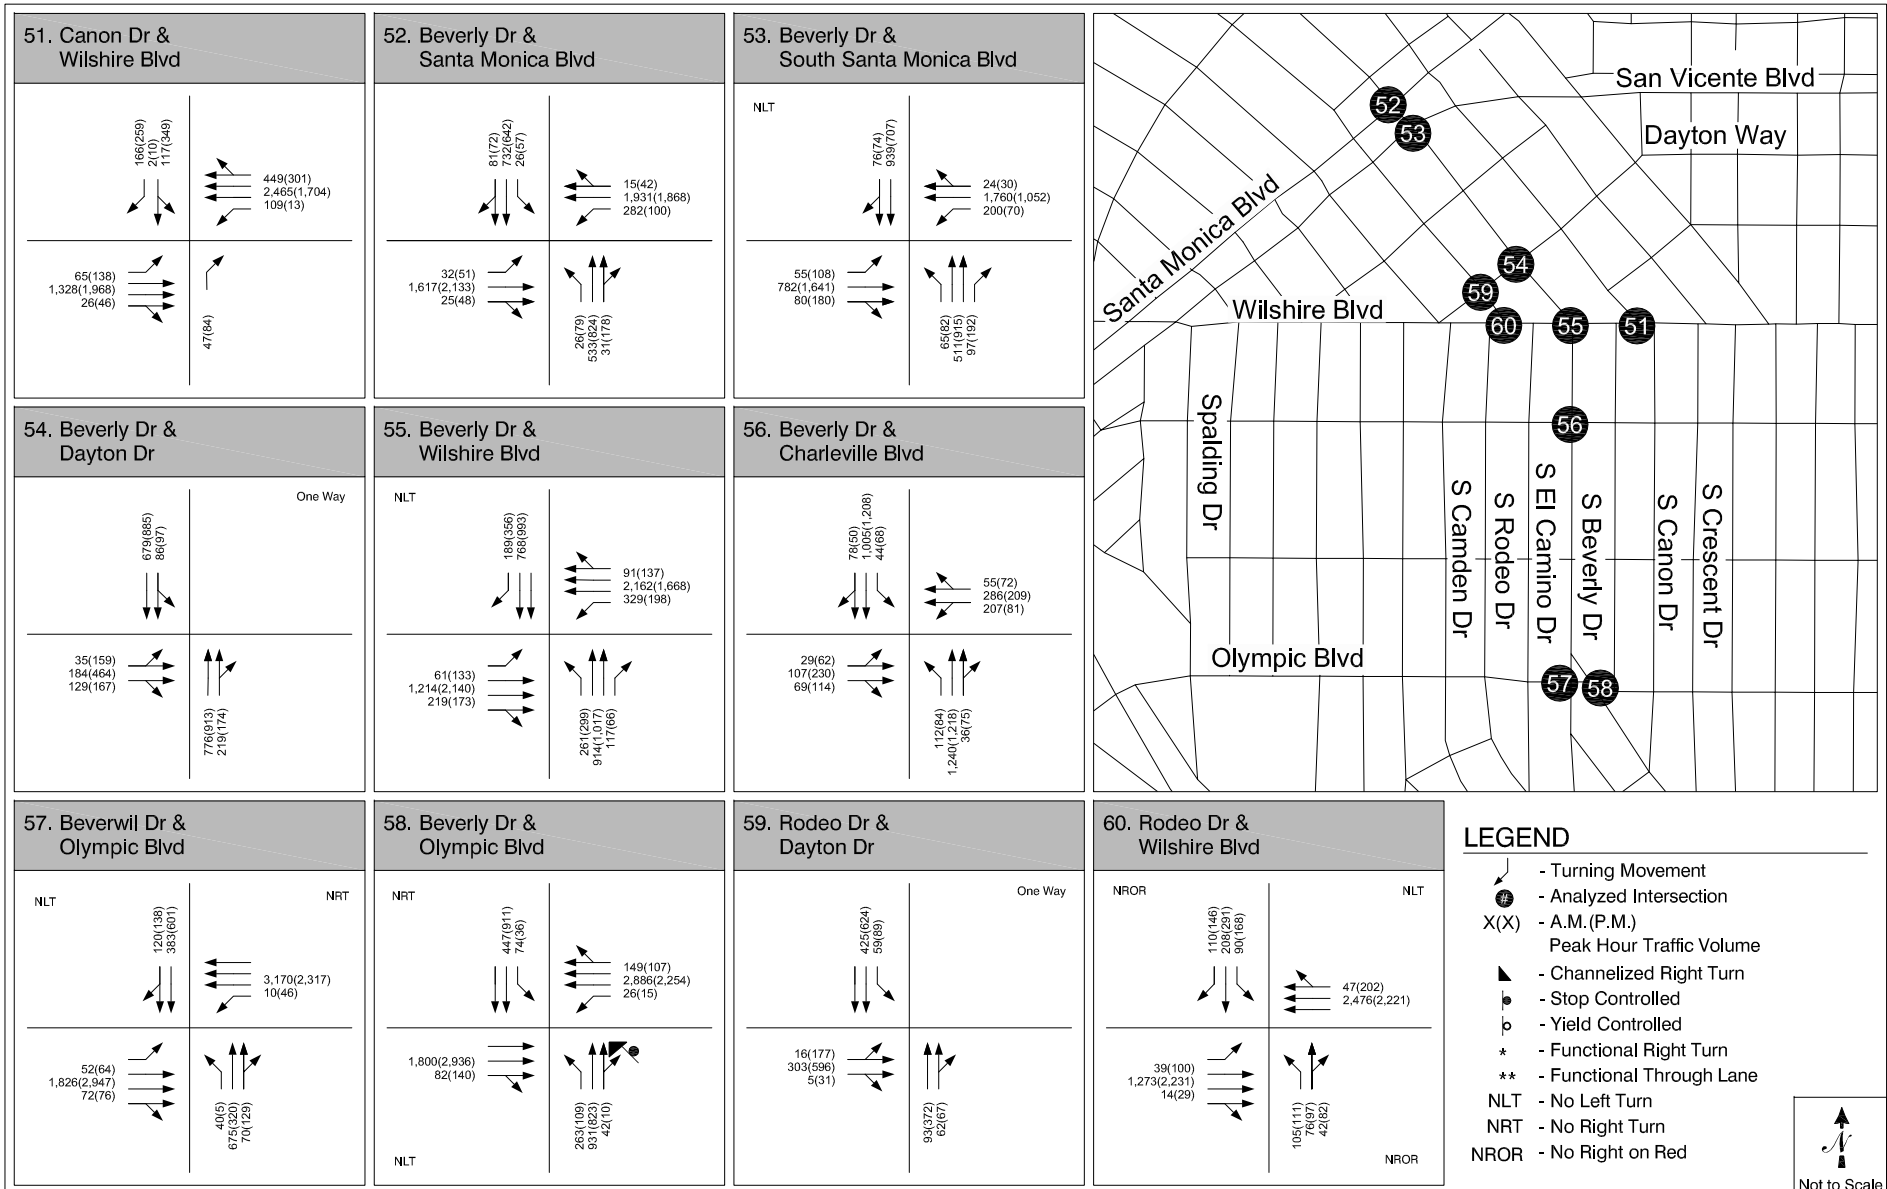 51. Canon Dr &
Wilshire Blvd
166(259)
2(10)
117(349)
449(301)
2,465(1,704)
109(13)
65(138)
1,328(1,968)
26(46)
47(84)
52. Beverly Dr &
Santa Monica Blvd
81(72)
732(642)
26(57)
15(42)
1,931(1,868)
282(100)
32(51)
1,617(2,133)
25(48)
26(79)
533(824)
31(178)
53. Beverly Dr &
South Santa Monica Blvd
NLT
76(74)
939(707)
24(30)
1,760(1,052)
200(70)
55(108)
782(1,641)
80(180)
65(82)
511(915)
97(192)
54. Beverly Dr &
Dayton Dr
One Way
679(885)
86(97)
35(159)
184(464)
129(167)
776(913)
219(174)
55. Beverly Dr &
Wilshire Blvd
NLT
189(356)
768(993)
91(137)
2,162(1,668)
329(198)
61(133)
1,214(2,140)
219(173)
261(299)
914(1,017)
117(66)
56. Beverly Dr &
Charleville Blvd
78(50)
1,005(1,208)
44(68)
55(72)
286(209)
207(81)
29(62)
107(230)
69(114)
112(84)
1,240(1,218)
36(75)
57. Beverwil Dr &
Olympic Blvd
NLT
NRT
120(138)
383(601)
3,170(2,317)
10(46)
52(64)
1,826(2,947)
72(76)
40(5)
675(320)
70(129)
58. Beverly Dr &
Olympic Blvd
NRT
447(911)
74(36)
149(107)
2,886(2,254)
26(15)
1,800(2,936)
82(140)
263(109)
931(823)
42(10)
NLT
59. Rodeo Dr &
Dayton Dr
One Way
425(624)
59(89)
16(177)
303(596)
5(31)
93(372)
62(67)
60. Rodeo Dr &
Wilshire Blvd
NROR
NLT
110(146)
208(291)
90(168)
47(202)
2,476(2,221)
39(100)
1,273(2,231)
14(29)
105(111)
76(97)
42(82)
NROR
San Vicente Blvd
Dayton Way
Santa Monica Blvd
Wilshire Blvd
52
53
54
59
60
55
51
56
57
58
Spalding Dr
S Camden Dr
S Rodeo Dr
S El Camino Dr
S Beverly Dr
S Canon Dr
S Crescent Dr
Olympic Blvd
LEGEND
- Turning Movement
# - Analyzed Intersection
X(X) - A.M.(P.M.)
Peak Hour Traffic Volume
- Channelized Right Turn
- Stop Controlled
- Yield Controlled
* - Functional Right Turn
** - Functional Through Lane
NLT - No Left Turn
NRT - No Right Turn
NROR - No Right on Red
N
Not to Scale